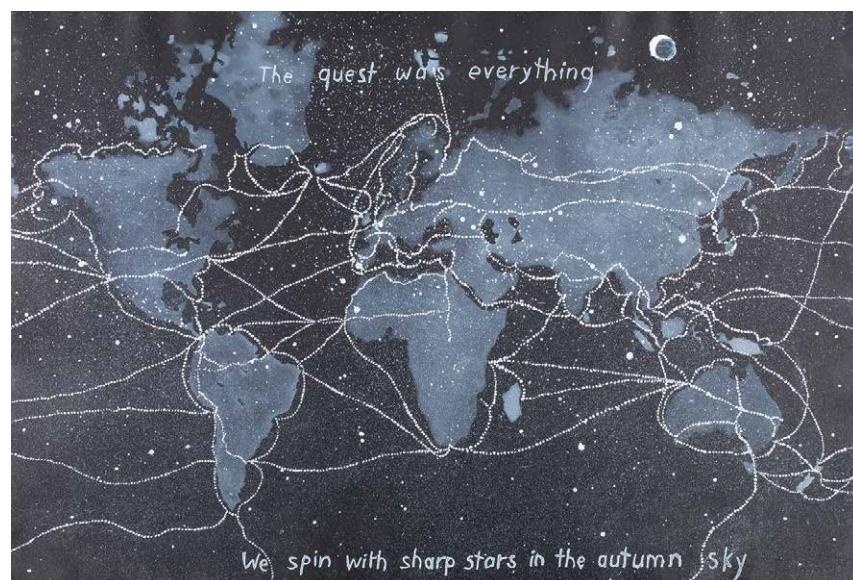 The quest was everything
We spin with sharp stars in the autumn sky